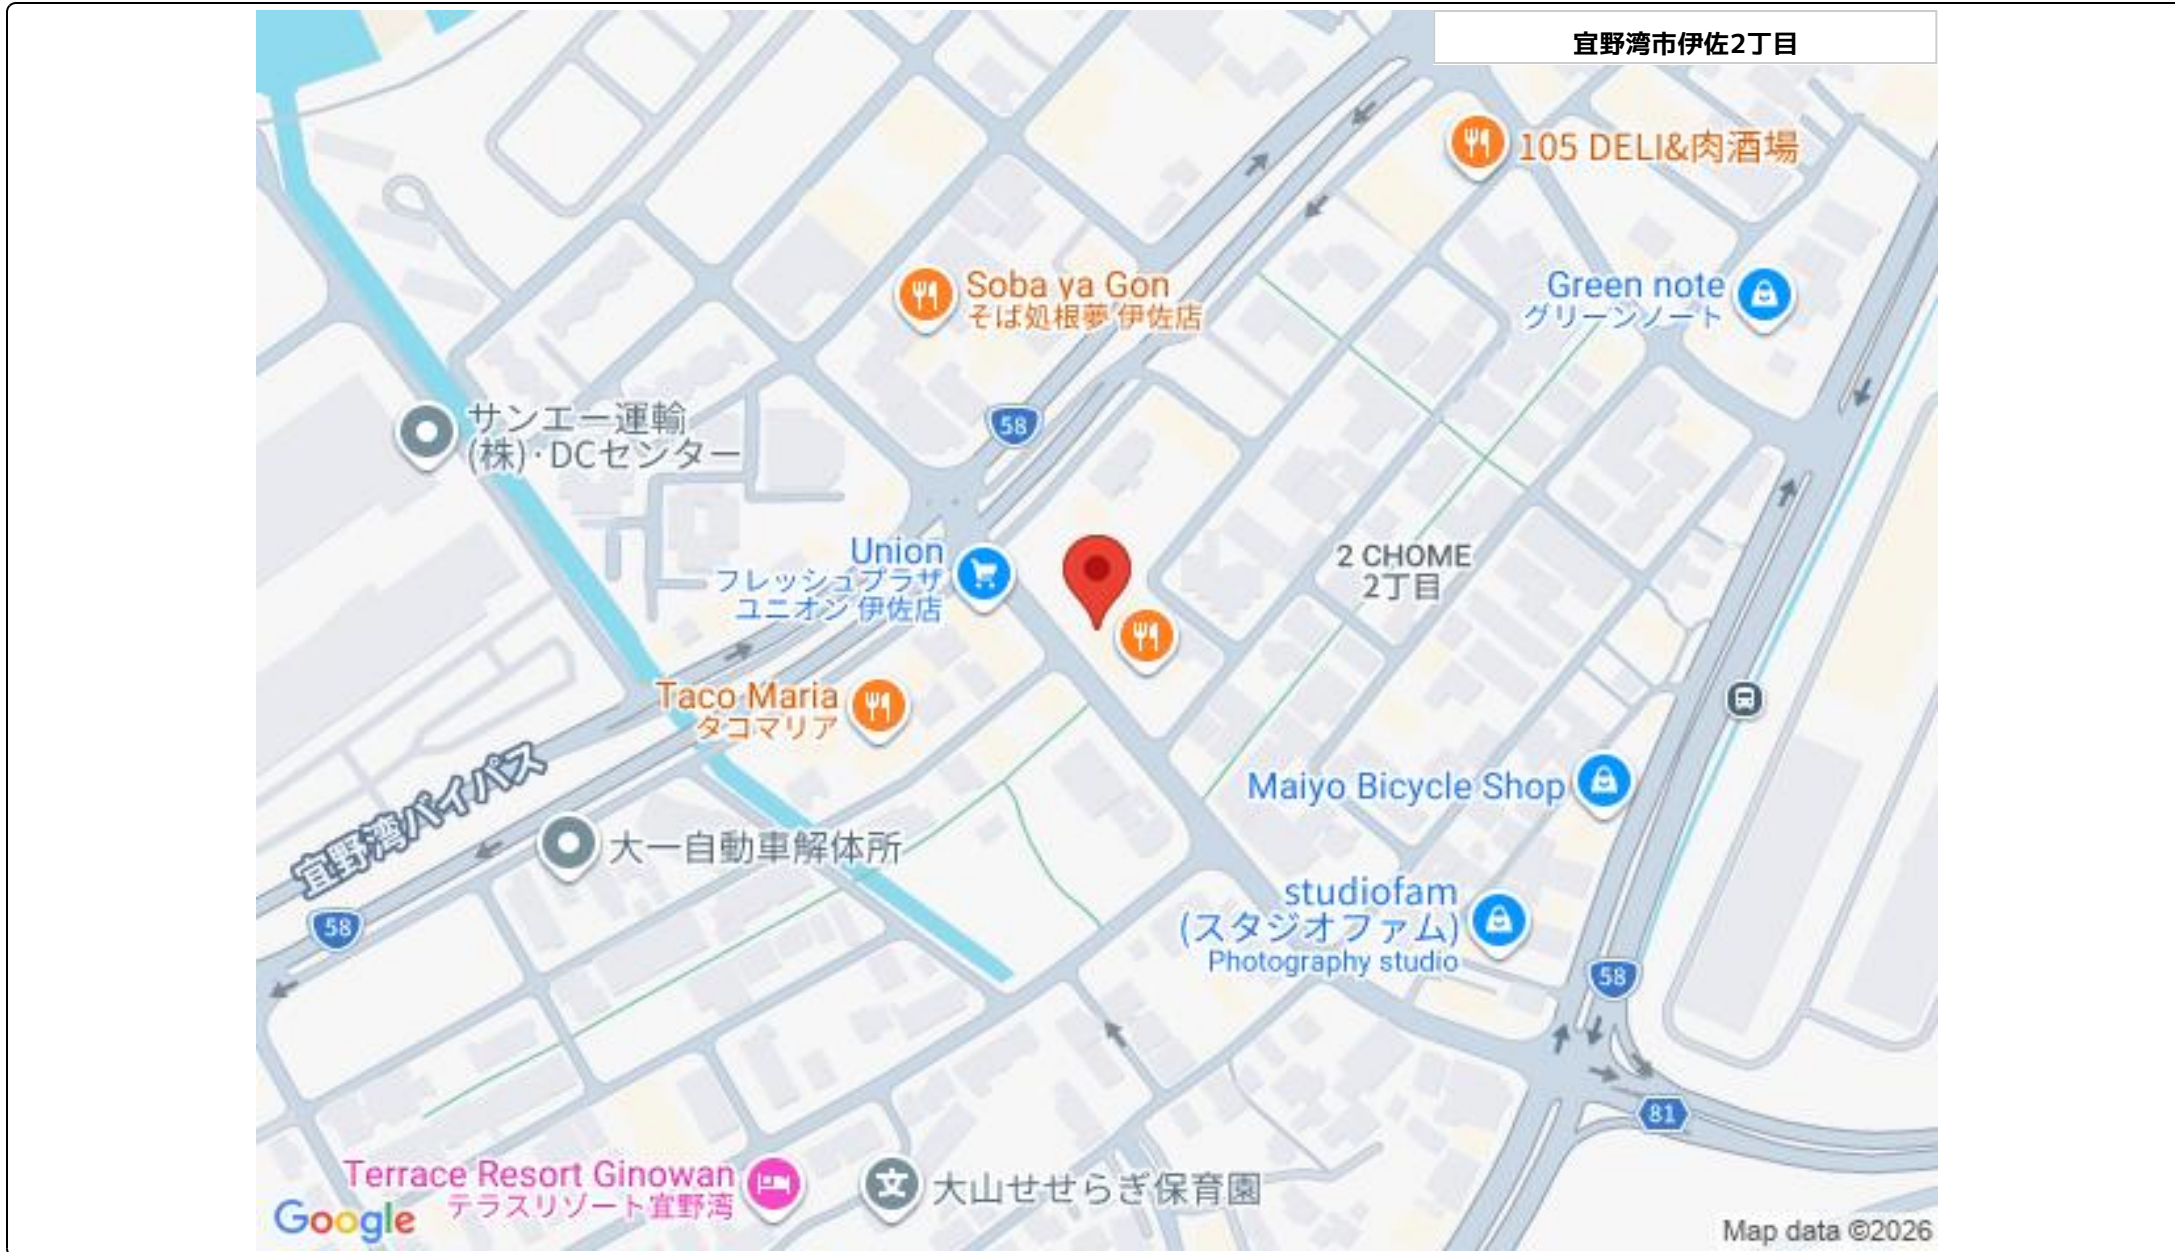 宜野湾市伊佐2丁目
105 DELI&肉酒場
Soba ya Gon
そば処根夢 伊佐店
Green note
グリーンノート
サンエー運輸
(株)・DCセンター
58
Union
フレッシュプラザ
ユニオン 伊佐店
2 CHOME
2丁目
Taco Maria
タコマリア
宜野湾バイパス
Maiyo Bicycle Shop
大一自動車解体所
studiofam
(スタジオファム)
Photography studio
58
58
81
Terrace Resort Ginowan
テラスリゾート宜野湾
大山せせらぎ保育園
文
Google
Map data ©2026